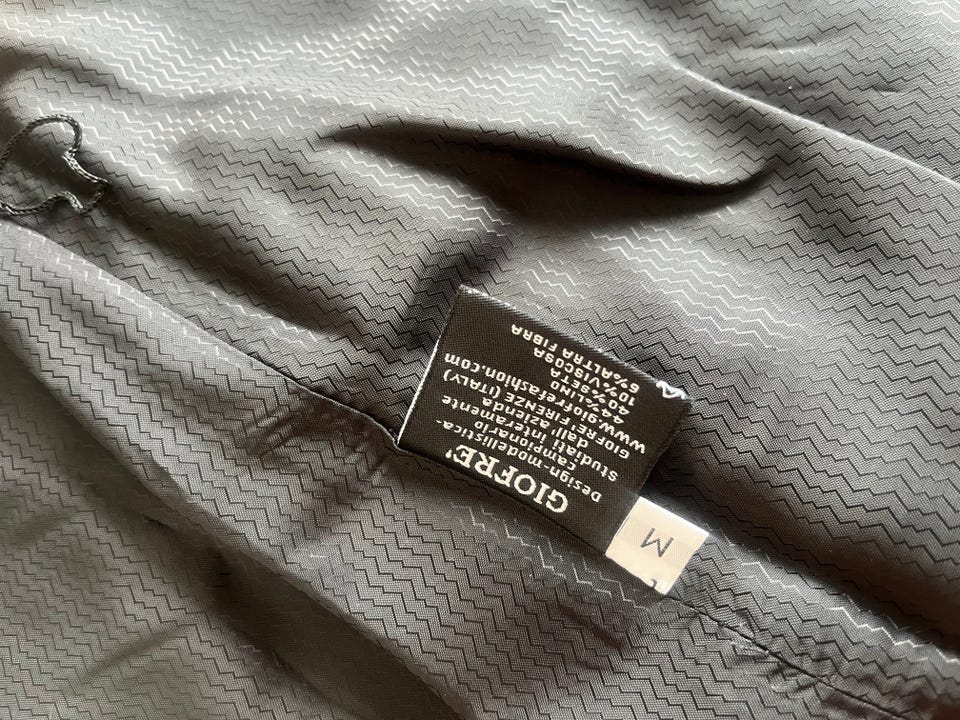 GIOFRE'
Design-modellistica-
campionario
studiati interamente
dall' azienda
GIOFRE' FIRENZE (ITALY)
www.giofrefashion.com
44%LINO
40%SETA
10%VISCOSA
6%ALTRA FIBRA
M